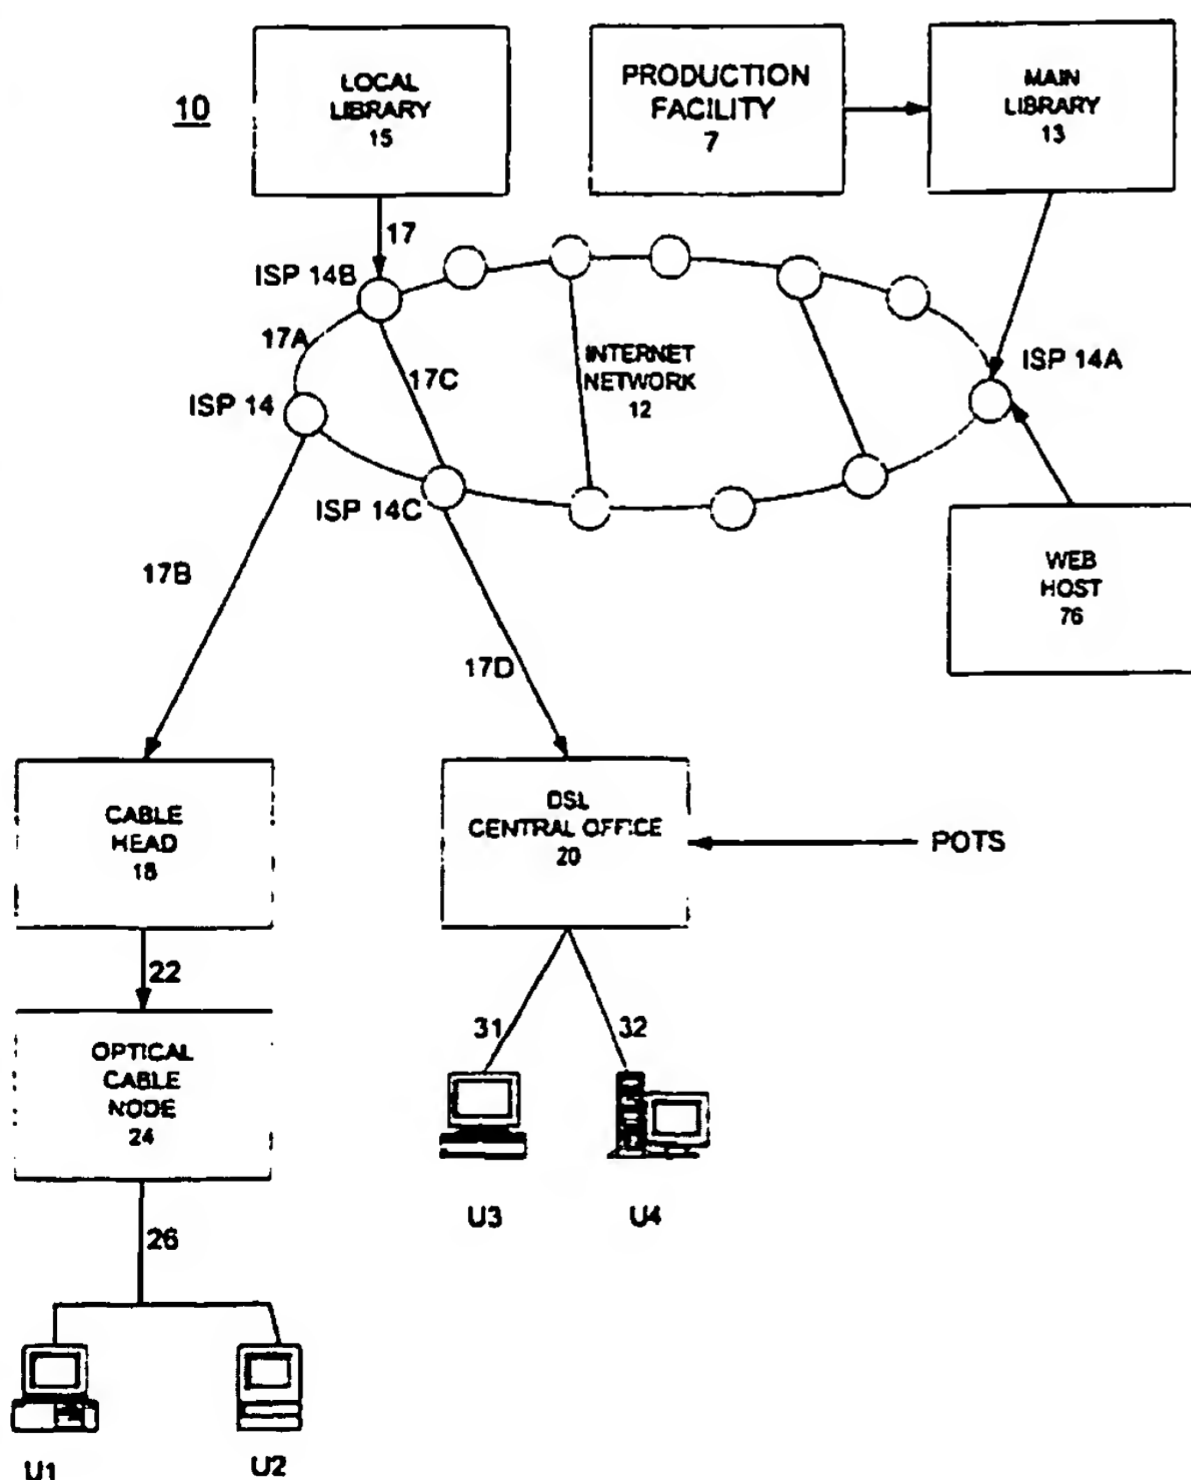 10
LOCAL
LIBRARY
15
PRODUCTION
FACILITY
7
MAIN
LIBRARY
13
17
ISP 14B
17A
ISP 14
17C
INTERNET
NETWORK
12
ISP 14A
ISP 14C
17B
17D
WEB
HOST
76
CABLE
HEAD
18
DSL
CENTRAL OFFICE
20
POTS
22
OPTICAL
CABLE
NODE
24
31
32
U3
U4
26
U1
U2